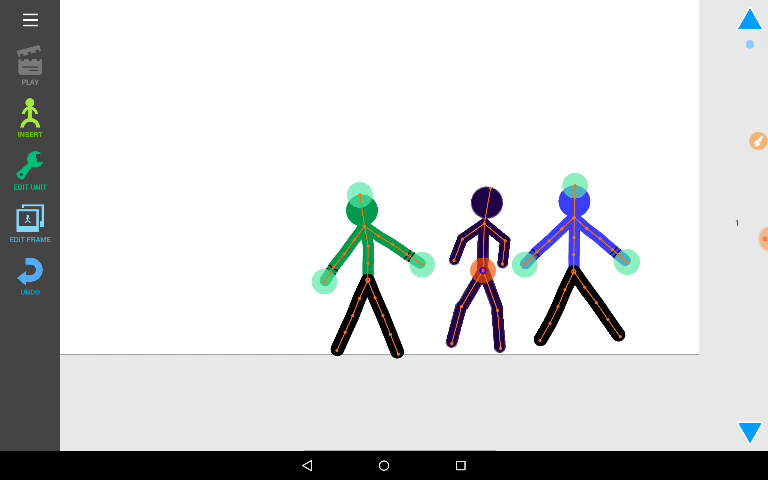 PLAY
INSERT
EDIT UNIT
EDIT FRAME
UNDO
1